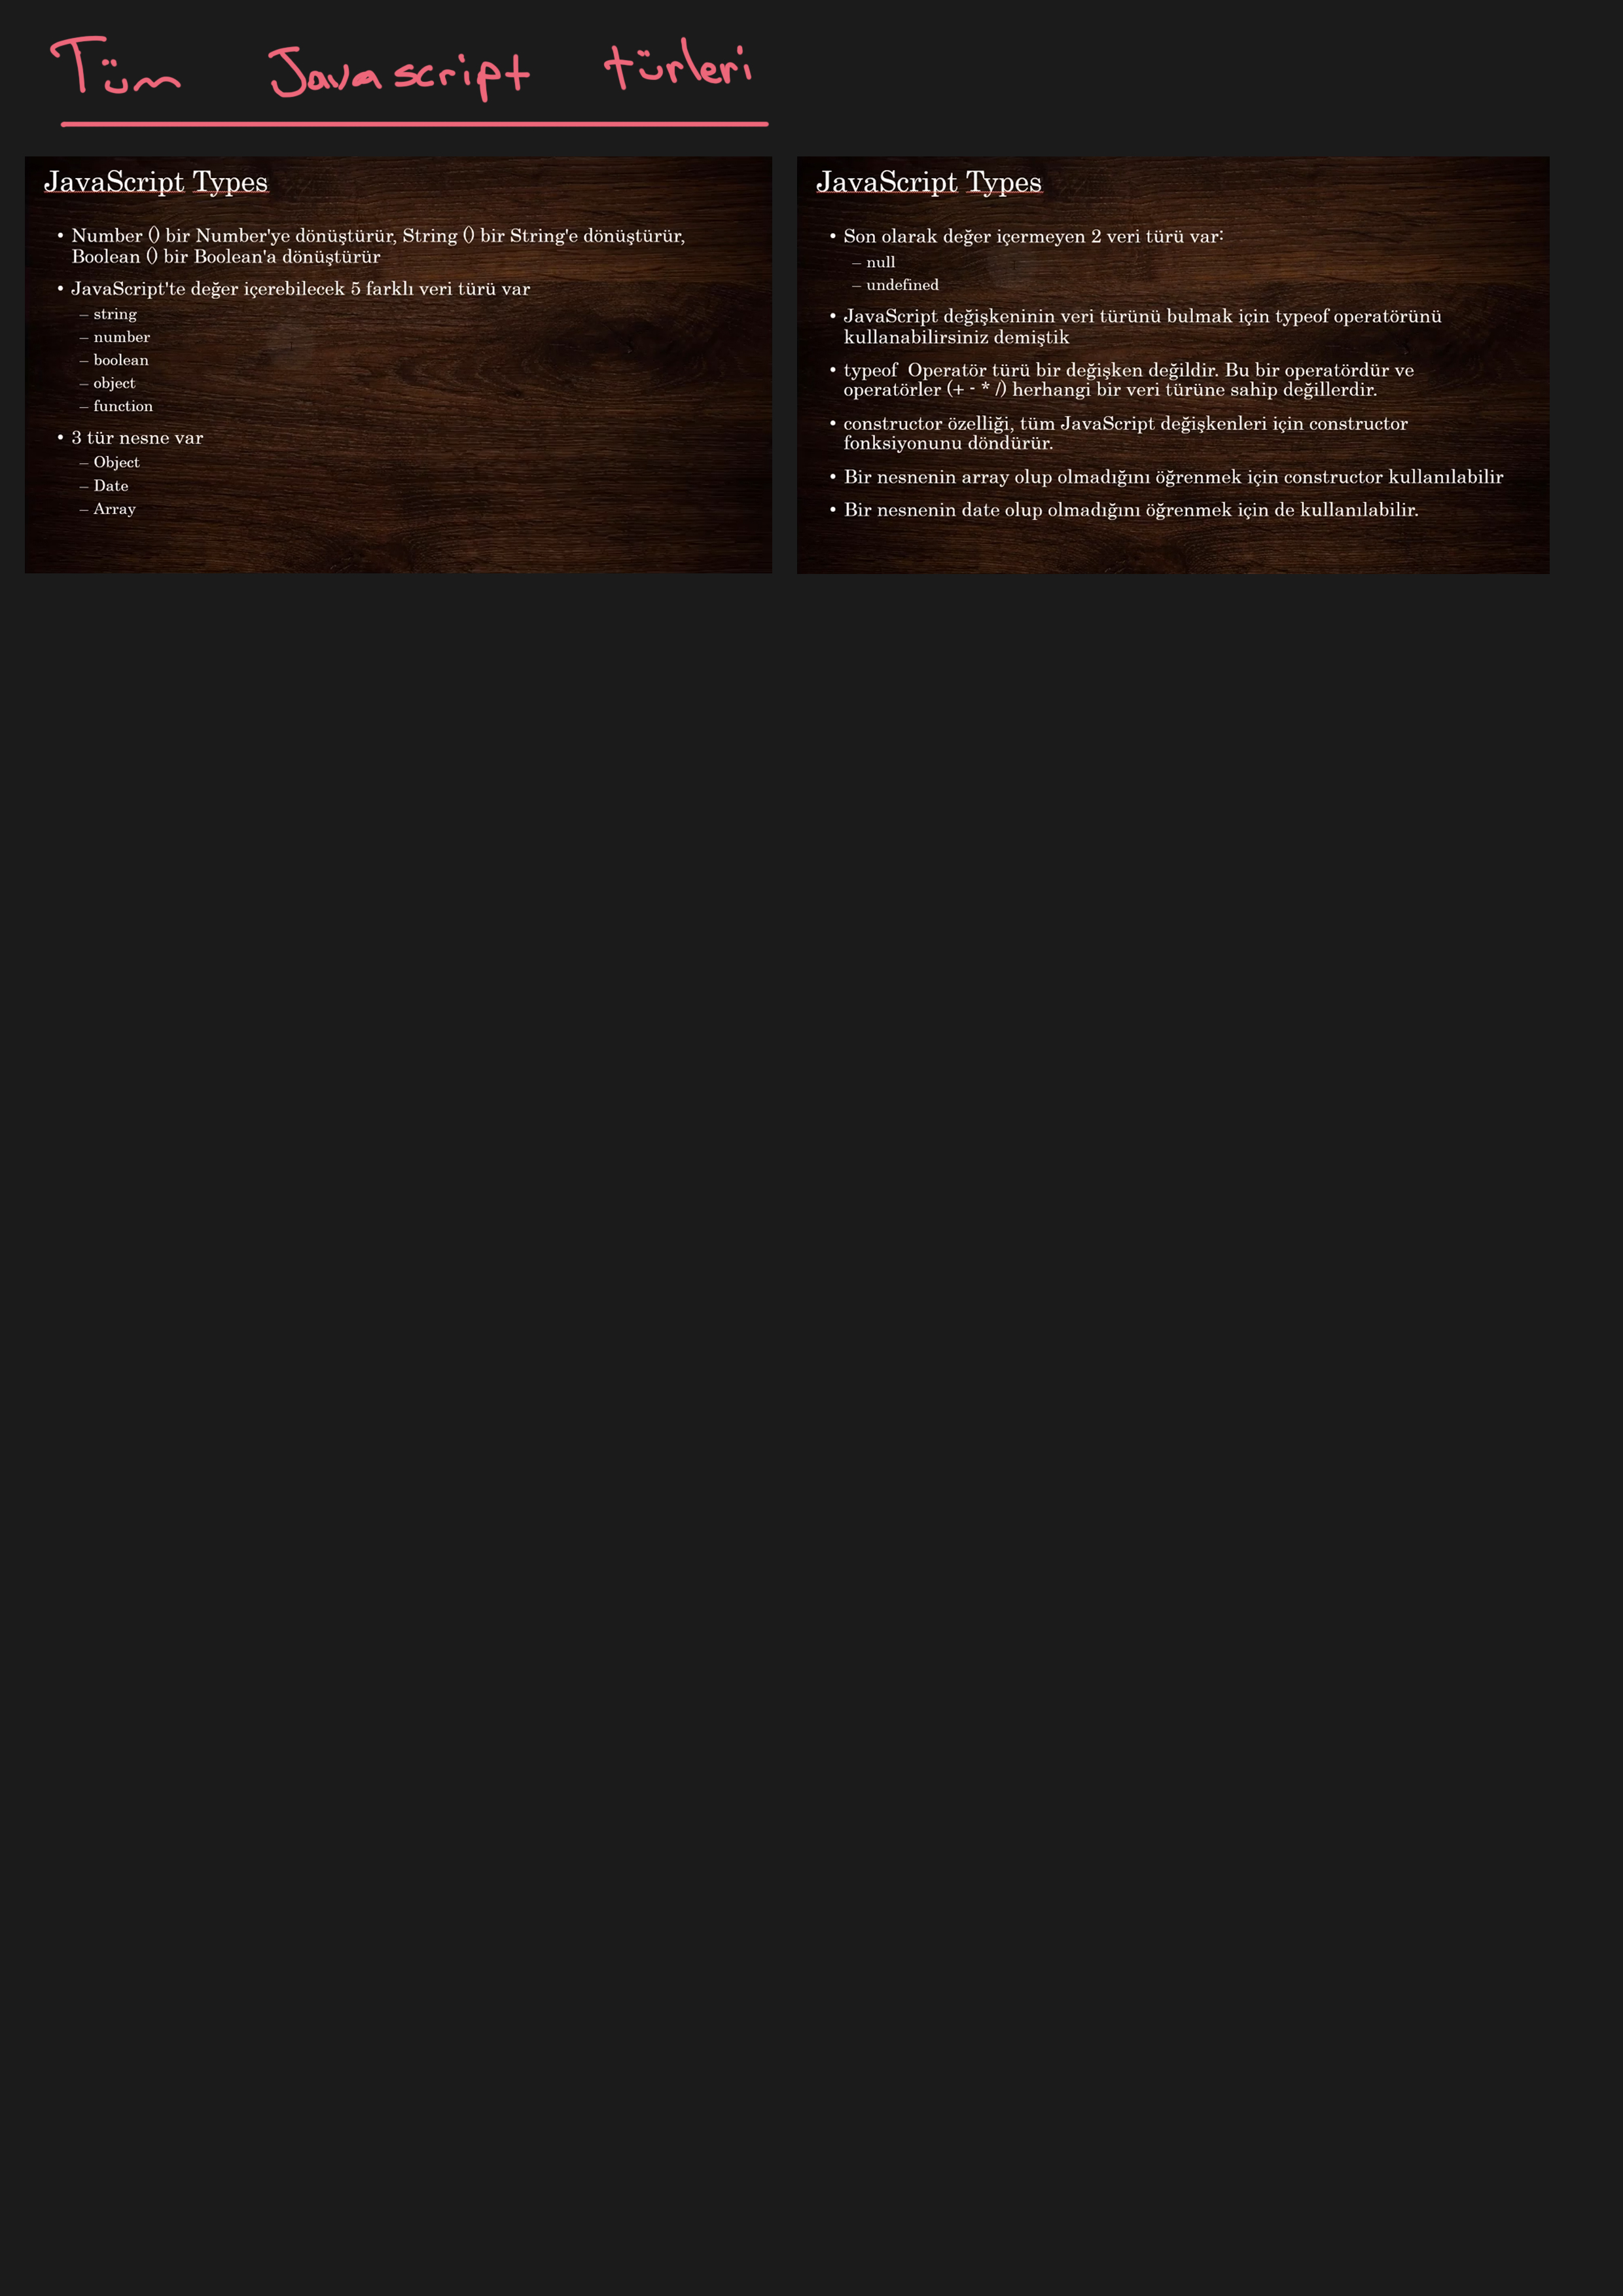 Tüm Javascript türleri
JavaScript Types
• Number () bir Number'ye dönüştürür, String () bir String'e dönüştürür,
Boolean () bir Boolean'a dönüştürür
• JavaScript'te değer içerebilecek 5 farklı veri türü var
– string
– number
– boolean
– object
– function
• 3 tür nesne var
– Object
– Date
– Array
JavaScript Types
• Son olarak değer içermeyen 2 veri türü var:
– null
– undefined
• JavaScript değişkeninin veri türünü bulmak için typeof operatörünü
kullanabilirsiniz demiştik
• typeof Operatör türü bir değişken değildir. Bu bir operatördür ve
operatörler (+ - * /) herhangi bir veri türüne sahip değillerdir.
• constructor özelliği, tüm JavaScript değişkenleri için constructor
fonksiyonunu döndürür.
• Bir nesnenin array olup olmadığını öğrenmek için constructor kullanılabilir
• Bir nesnenin date olup olmadığını öğrenmek için de kullanılabilir.